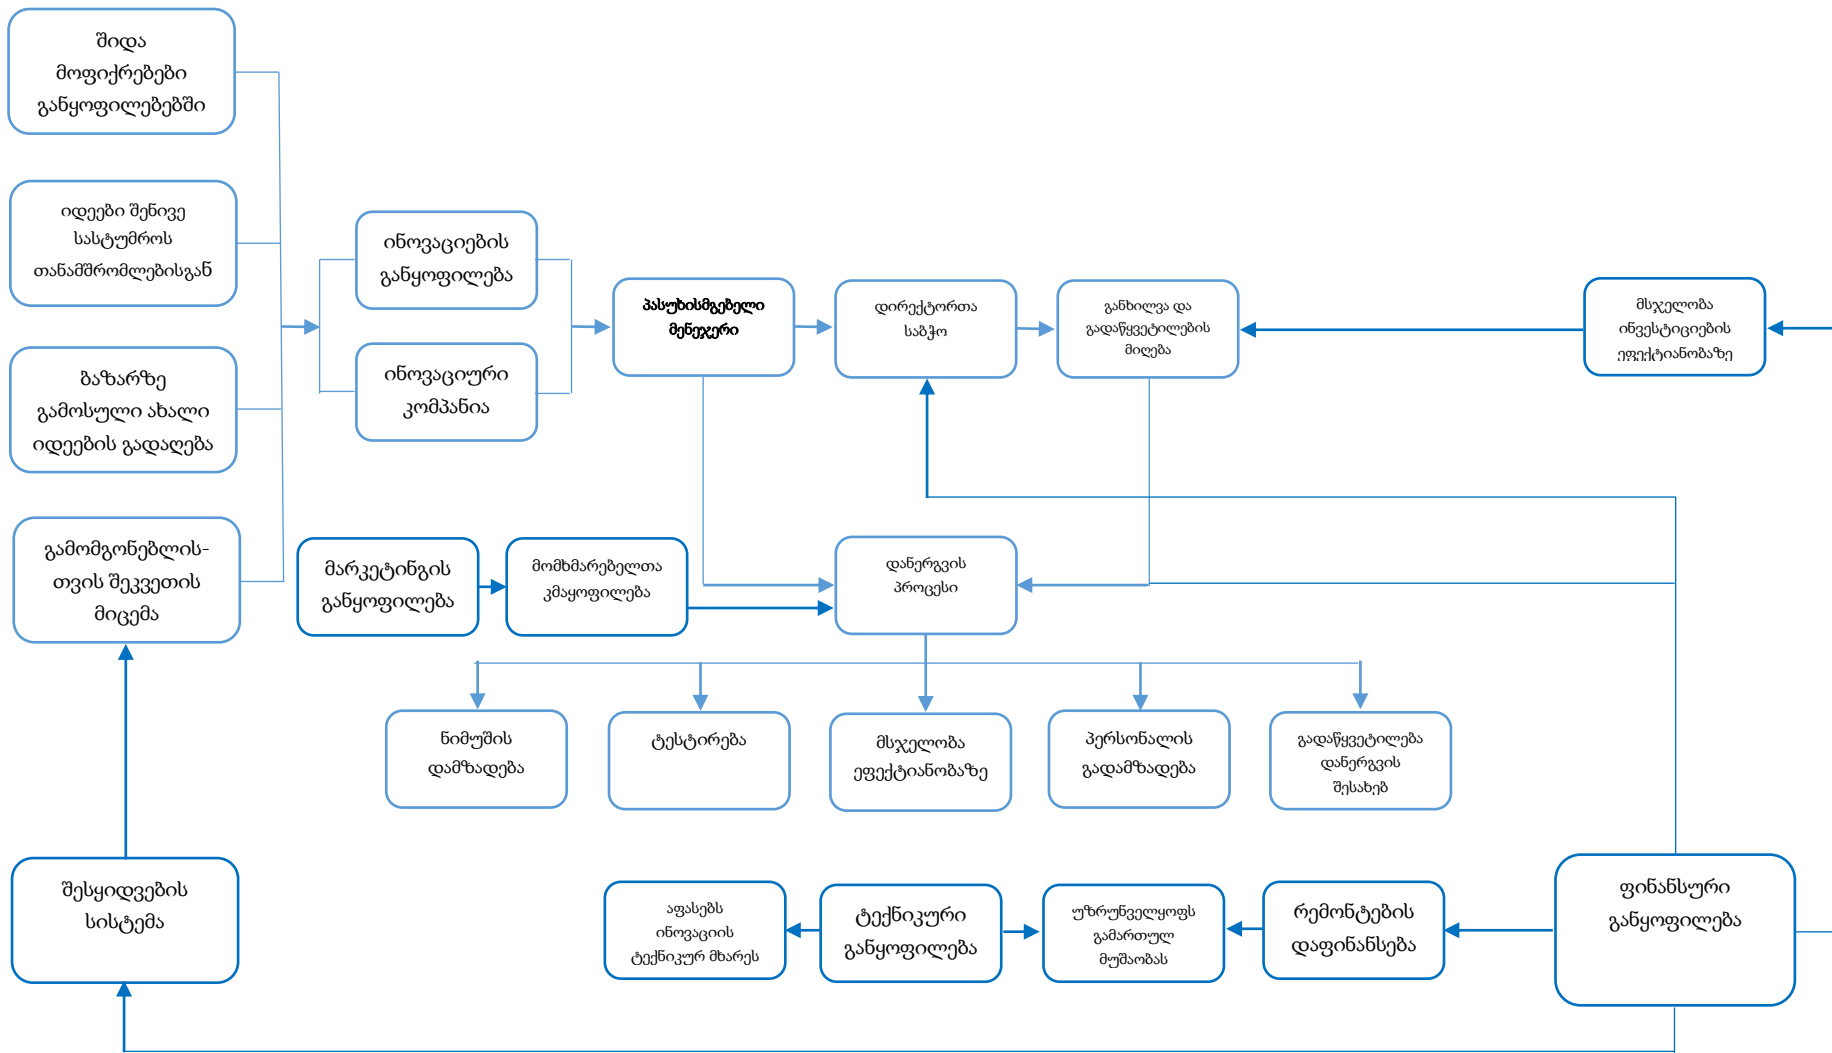 შიდა
მოფიქრებები
განყოფილებებში
იდეები შენივე
სასტუმროს
თანამშრომლებისგან
ბაზარზე
გამოსული ახალი
იდეების გადაღება
გამომგონებლის-
თვის შეკვეთის
მიცემა
შესყიდვების
სისტემა
ინოვაციების
განყოფილება
ინოვაციური
კომპანია
პასუხისმგებელი
მენეჯერი
დირექტორთა
საბჭო
განხილვა და
გადაწყვეტილების
მიღება
მსჯელობა
ინვესტიციების
ეფექტიანობაზე
მარკეტინგის
განყოფილება
მომხმარებელთა
კმაყოფილება
დანერგვის
პროცესი
ნიმუშის
დამზადება
ტესტირება
მსჯელობა
ეფექტიანობაზე
პერსონალის
გადამზადება
გადაწყვეტილება
დანერგვის
შესახებ
აფასებს
ინოვაციის
ტექნიკურ მხარეს
ტექნიკური
განყოფილება
უზრუნველყოფს
გამართულ
მუშაობას
რემონტების
დაფინანსება
ფინანსური
განყოფილება